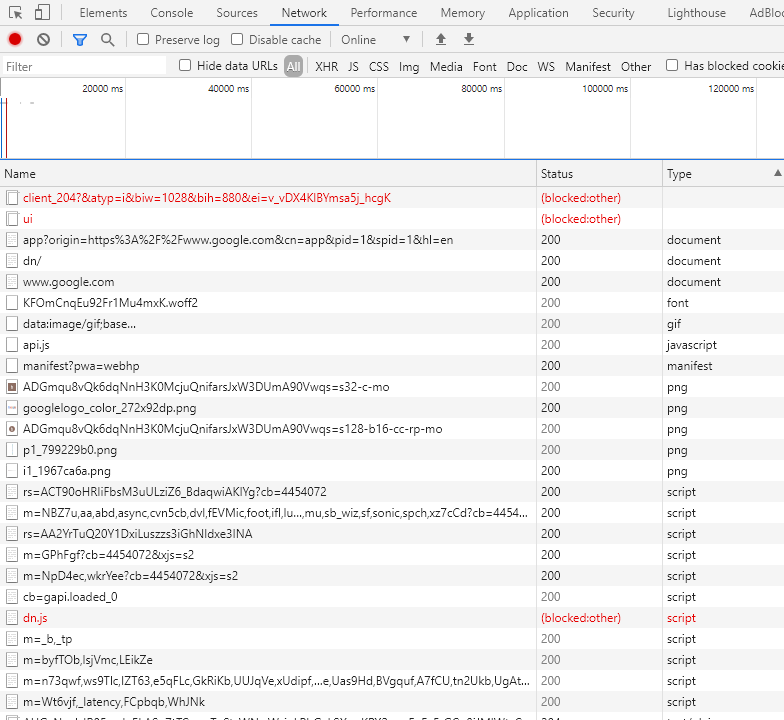 Elements Console Sources Network Performance Memory Application Security Lighthouse AdBloc
Preserve log Disable cache Online
Filter Hide data URLs All XHR JS CSS Img Media Font Doc WS Manifest Other Has blocked cookie
20000 ms 40000 ms 60000 ms 80000 ms 100000 ms 120000 ms
Name Status Type
client_204?&atyp=i&biw=1028&bih=880&ei=v_vDX4KlBYmsa5j_hcgK (blocked:other)
ui (blocked:other)
app?origin=https%3A%2F%2Fwww.google.com&cn=app&pid=1&spid=1&hl=en 200 document
dn/ 200 document
www.google.com 200 document
KFOmCnqEu92Fr1Mu4mxK.woff2 200 font
data:image/gif;base... 200 gif
api.js 200 javascript
manifest?pwa=webhp 200 manifest
ADGmqu8vQk6dqNnH3K0McjuQnifarsJxW3DUmA90Vwqs=s32-c-mo 200 png
googlelogo_color_272x92dp.png 200 png
ADGmqu8vQk6dqNnH3K0McjuQnifarsJxW3DUmA90Vwqs=s128-b16-cc-rp-mo 200 png
p1_799229b0.png 200 png
i1_1967ca6a.png 200 png
rs=ACT90oHRIiFbsM3uULziZ6_BdaqwiAKlYg?cb=4454072 200 script
m=NBZ7u,aa,abd,async,cvn5cb,dvl,fEVMic,foot,ifl,lu...,mu,sb_wiz,sf,sonic,spch,xz7cCd?cb=4454... 200 script
rs=AA2YrTuQ20Y1DxiLuszzs3iGhNIdxe3INA 200 script
m=GPhFgf?cb=4454072&xjs=s2 200 script
m=NpD4ec,wkrYee?cb=4454072&xjs=s2 200 script
cb=gapi.loaded_0 200 script
dn.js (blocked:other) script
m=_b,_tp 200 script
m=byfTOb,lsjVmc,LEikZe 200 script
m=n73qwf,ws9Tlc,IZT63,e5qFLc,GkRiKb,UUJqVe,xUdipf,...e,Uas9Hd,BVgquf,A7fCU,tn2Ukb,UgAt... 200 script
m=Wt6vjf,_latency,FCpbqb,WhJNk 200 script